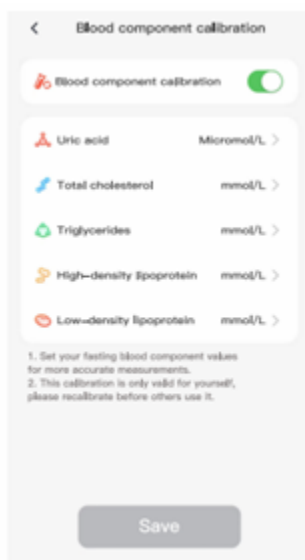 Blood component calibration
Blood component calibration
Uric acid Micromol/L
Total cholesterol mmol/L
Triglycerides mmol/L
High-density lipoprotein mmol/L
Low-density lipoprotein mmol/L
1. Set your fasting blood component values
for more accurate measurements.
2. This calibration is only valid for yourself,
please recalibrate before others use it.
Save